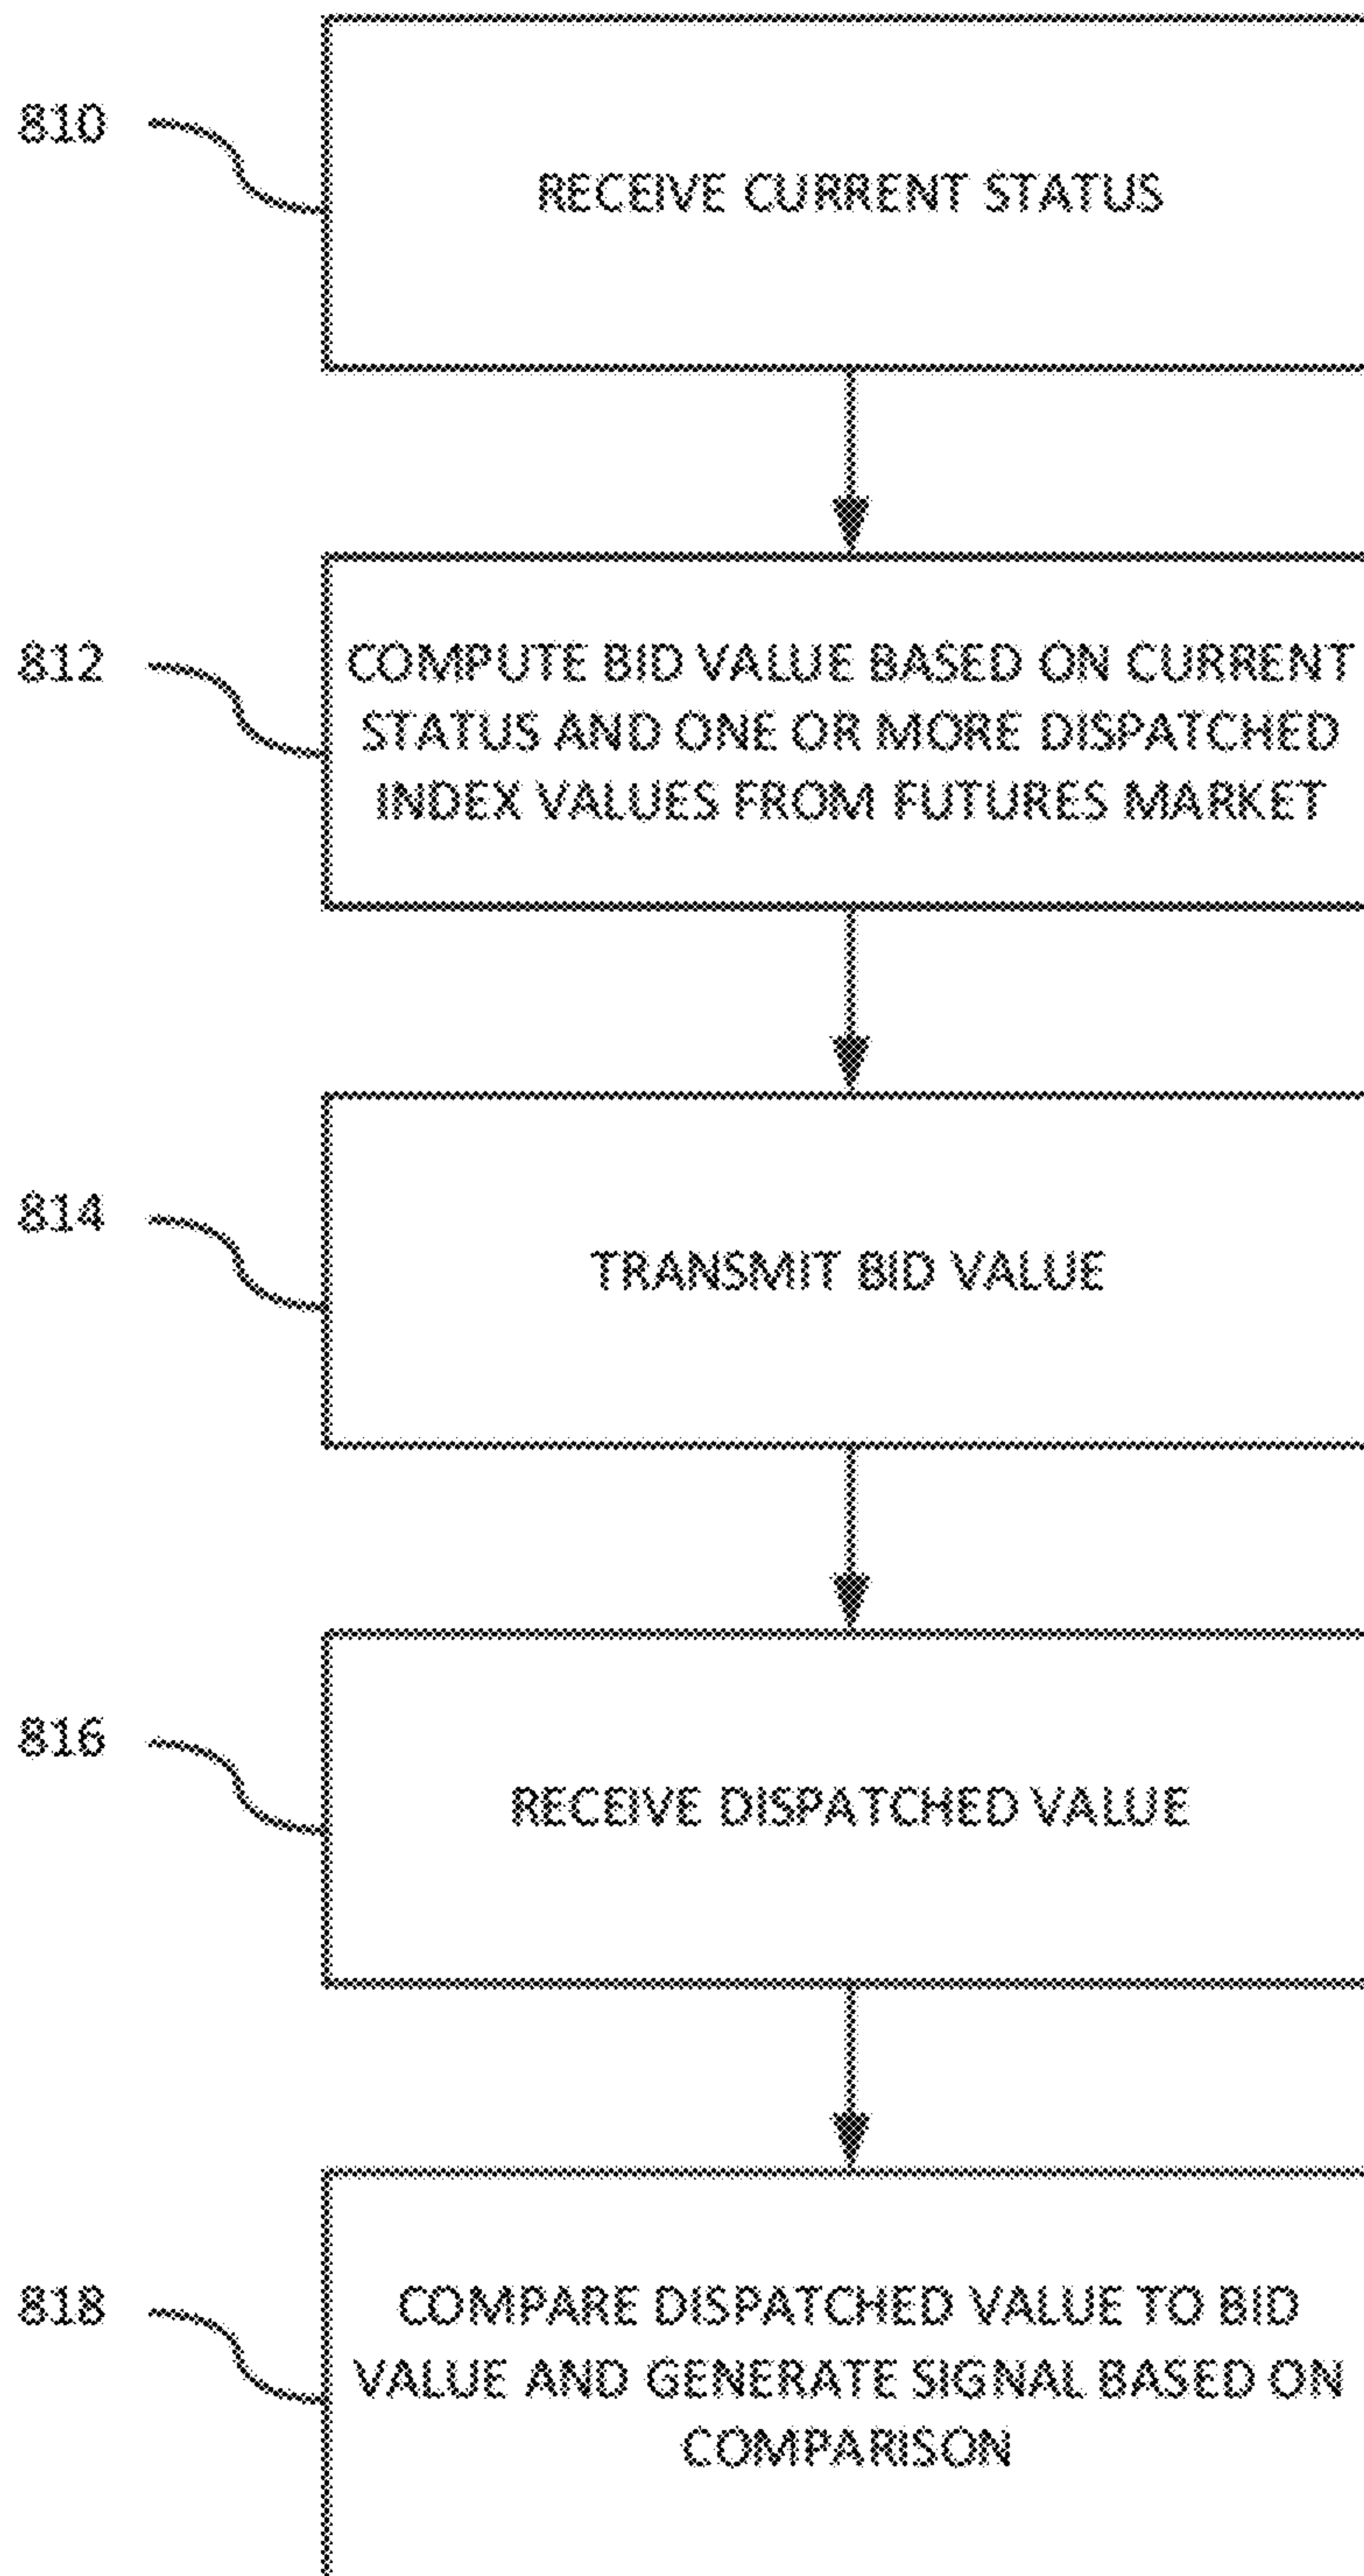 810
RECEIVE CURRENT STATUS
812
COMPUTE BID VALUE BASED ON CURRENT
STATUS AND ONE OR MORE DISPATCHED
INDEX VALUES FROM FUTURES MARKET
814
TRANSMIT BID VALUE
816
RECEIVE DISPATCHED VALUE
818
COMPARE DISPATCHED VALUE TO BID
VALUE AND GENERATE SIGNAL BASED ON
COMPARISON